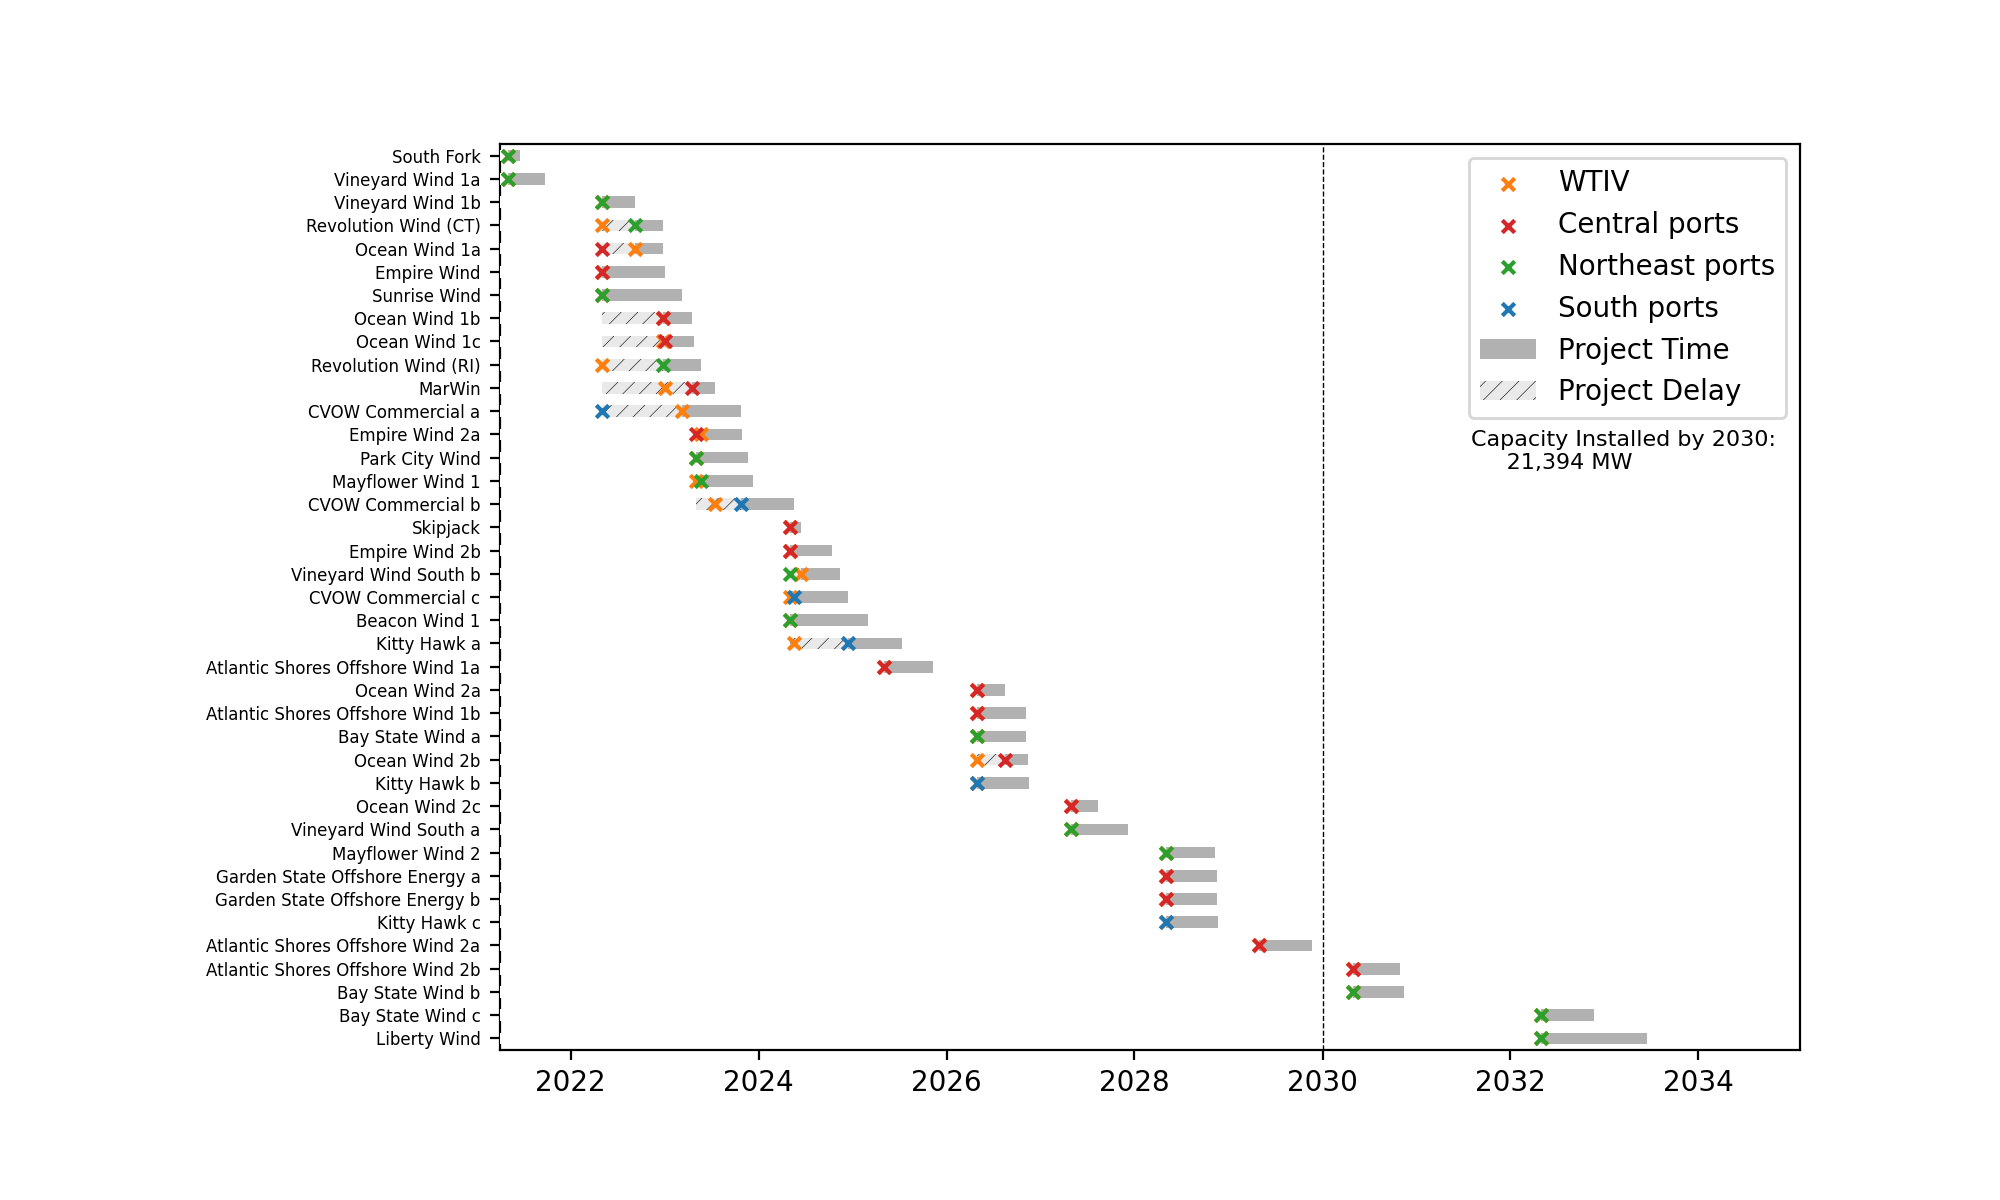 South Fork
Vineyard Wind 1a
Vineyard Wind 1b
Revolution Wind (CT)
Ocean Wind 1a
Empire Wind
Sunrise Wind
Ocean Wind 1b
Ocean Wind 1c
Revolution Wind (RI)
MarWin
CVOW Commercial a
Empire Wind 2a
Park City Wind
Mayflower Wind 1
CVOW Commercial b
Skipjack
Empire Wind 2b
Vineyard Wind South b
CVOW Commercial c
Beacon Wind 1
Kitty Hawk a
Atlantic Shores Offshore Wind 1a
Ocean Wind 2a
Atlantic Shores Offshore Wind 1b
Bay State Wind a
Ocean Wind 2b
Kitty Hawk b
Ocean Wind 2c
Vineyard Wind South a
Mayflower Wind 2
Garden State Offshore Energy a
Garden State Offshore Energy b
Kitty Hawk c
Atlantic Shores Offshore Wind 2a
Atlantic Shores Offshore Wind 2b
Bay State Wind b
Bay State Wind c
Liberty Wind
WTIV
Central ports
Northeast ports
South ports
Project Time
Project Delay
Capacity Installed by 2030:
21,394 MW
2022 2024 2026 2028 2030 2032 2034